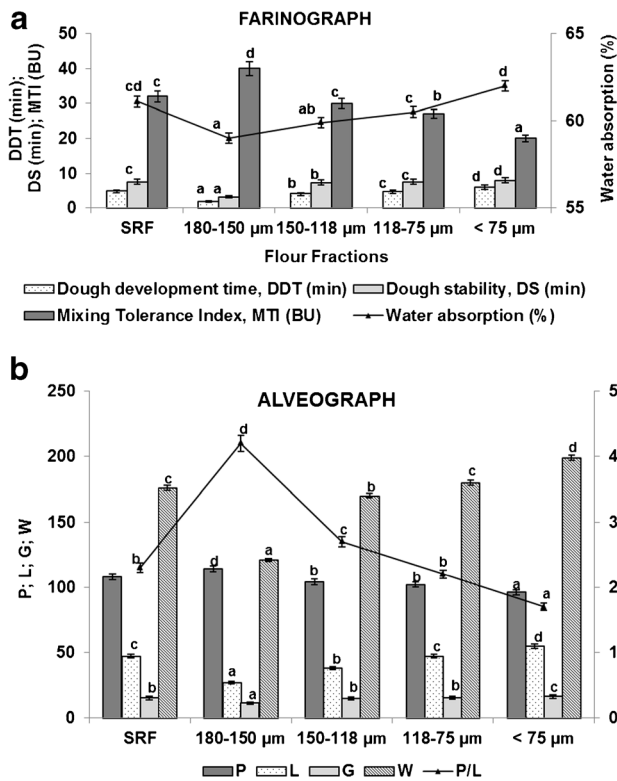 a
FARINOGRAPH
DDT (min);
DS (min); MTI (BU)
50
40
30
20
10
0
65
60
55
Water absorption (%)
cd
c
c
a
d
a
a
ab
b
b
c
b
c
c
d
a
d
d
SRF
180-150 µm
150-118 µm
118-75 µm
< 75 µm
Flour Fractions
Dough development time, DDT (min)
Dough stability, DS (min)
Mixing Tolerance Index, MTI (BU)
Water absorption (%)
b
ALVEOGRAPH
P; L; G; W
250
200
150
100
50
0
5
4
3
2
1
0
b
c
c
b
d
d
a
a
a
c
b
b
b
b
c
b
b
c
b
d
a
a
d
c
SRF
180-150 µm
150-118 µm
118-75 µm
< 75 µm
P
L
G
W
P/L